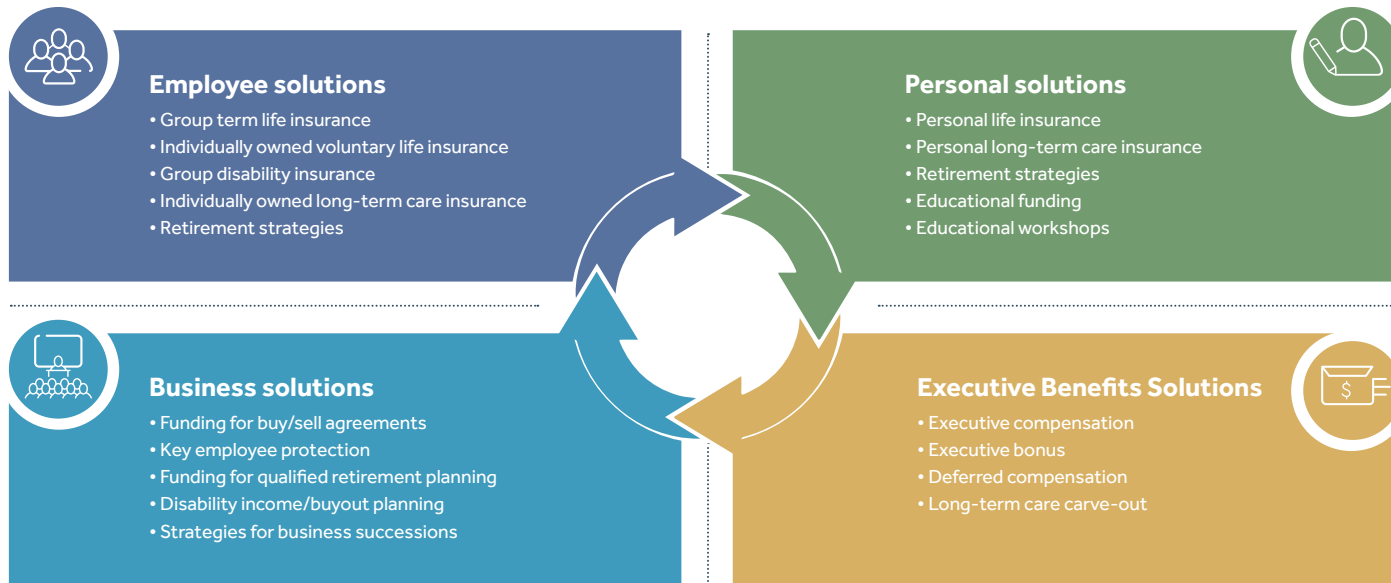 Employee solutions
• Group term life insurance
• Individually owned voluntary life insurance
• Group disability insurance
• Individually owned long-term care insurance
• Retirement strategies
Personal solutions
• Personal life insurance
• Personal long-term care insurance
• Retirement strategies
• Educational funding
• Educational workshops
Business solutions
• Funding for buy/sell agreements
• Key employee protection
• Funding for qualified retirement planning
• Disability income/buyout planning
• Strategies for business successions
Executive Benefits Solutions
• Executive compensation
• Executive bonus
• Deferred compensation
• Long-term care carve-out
$